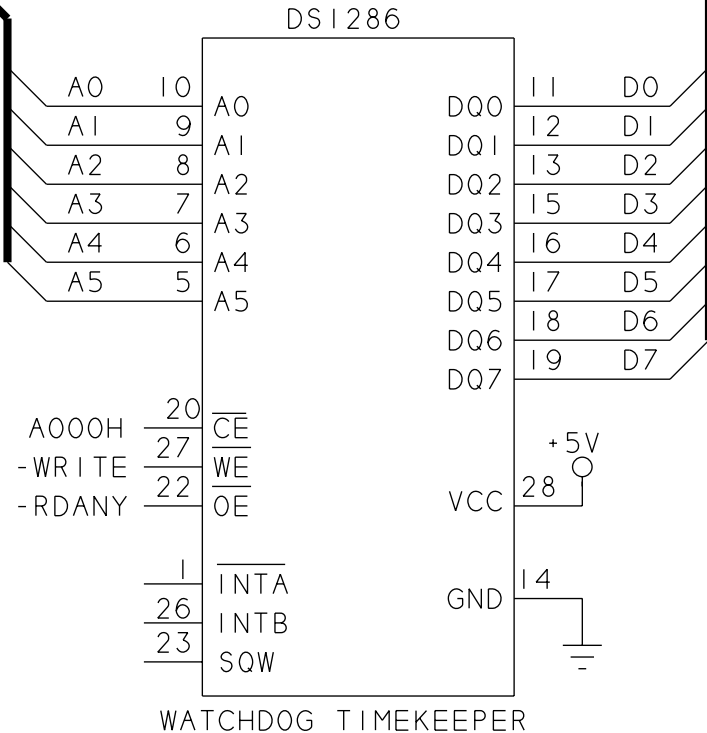 DS1286
A0 10 A0 DQ0 11 D0
A1 9 A1 DQ1 12 D1
A2 8 A2 DQ2 13 D2
A3 7 A3 DQ3 15 D3
A4 6 A4 DQ4 16 D4
A5 5 A5 DQ5 17 D5
DQ6 18 D6
DQ7 19 D7
A000H 20 CE
-WRITE 27 WE
-RDANY 22 OE
+5V
VCC 28
1 INTA
26 INTB
23 SQW
GND 14
WATCHDOG TIMEKEEPER